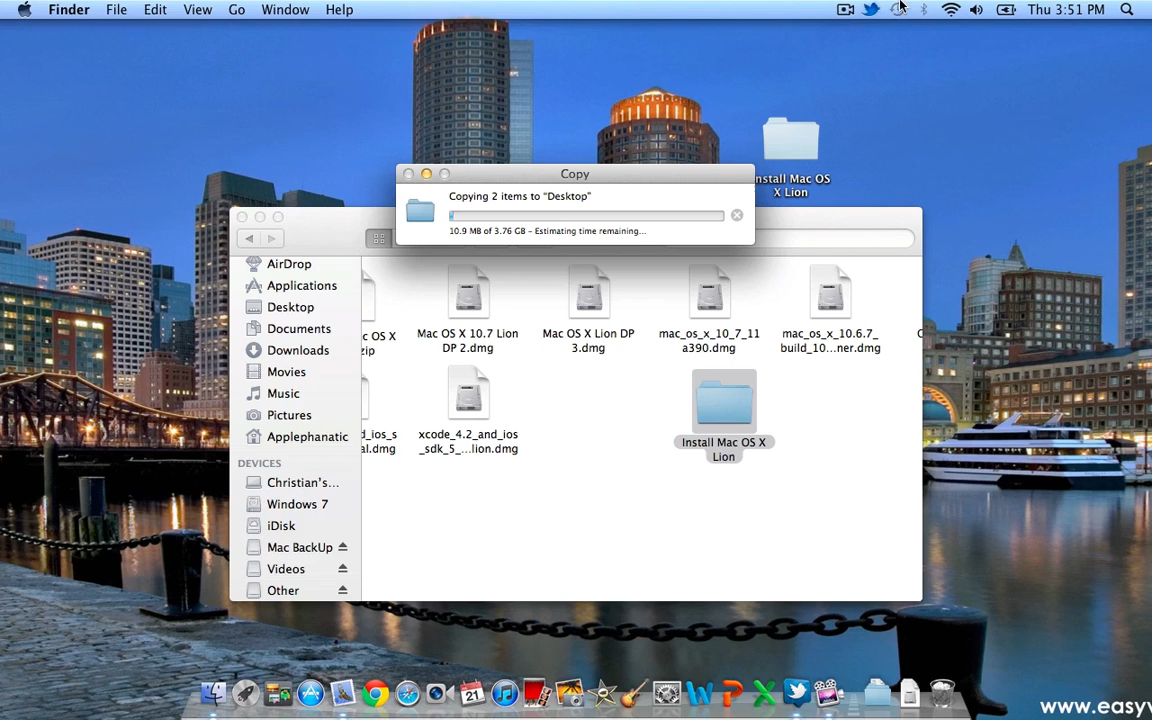 Finder File Edit View Go Window Help
Thu 3:51 PM
Install Mac OS X
Lion
Copy
Copying 2 items to "Desktop"
10.9 MB of 3.76 GB – Estimating time remaining...
AirDrop
Applications
Desktop
Documents
Downloads
Movies
Music
Pictures
Applephanatic
DEVICES
Christian's...
Windows 7
iDisk
Mac BackUp
Videos
Other
c OS X
zip
Mac OS X 10.7 Lion
DP 2.dmg
Mac OS X Lion DP
3.dmg
mac_os_x_10_7_11
a390.dmg
mac_os_x_10.6.7_
build_10...ner.dmg
d_ios_s
al.dmg
xcode_4.2_and_ios
_sdk_5_...lion.dmg
Install Mac OS X
Lion
21
www.easyv